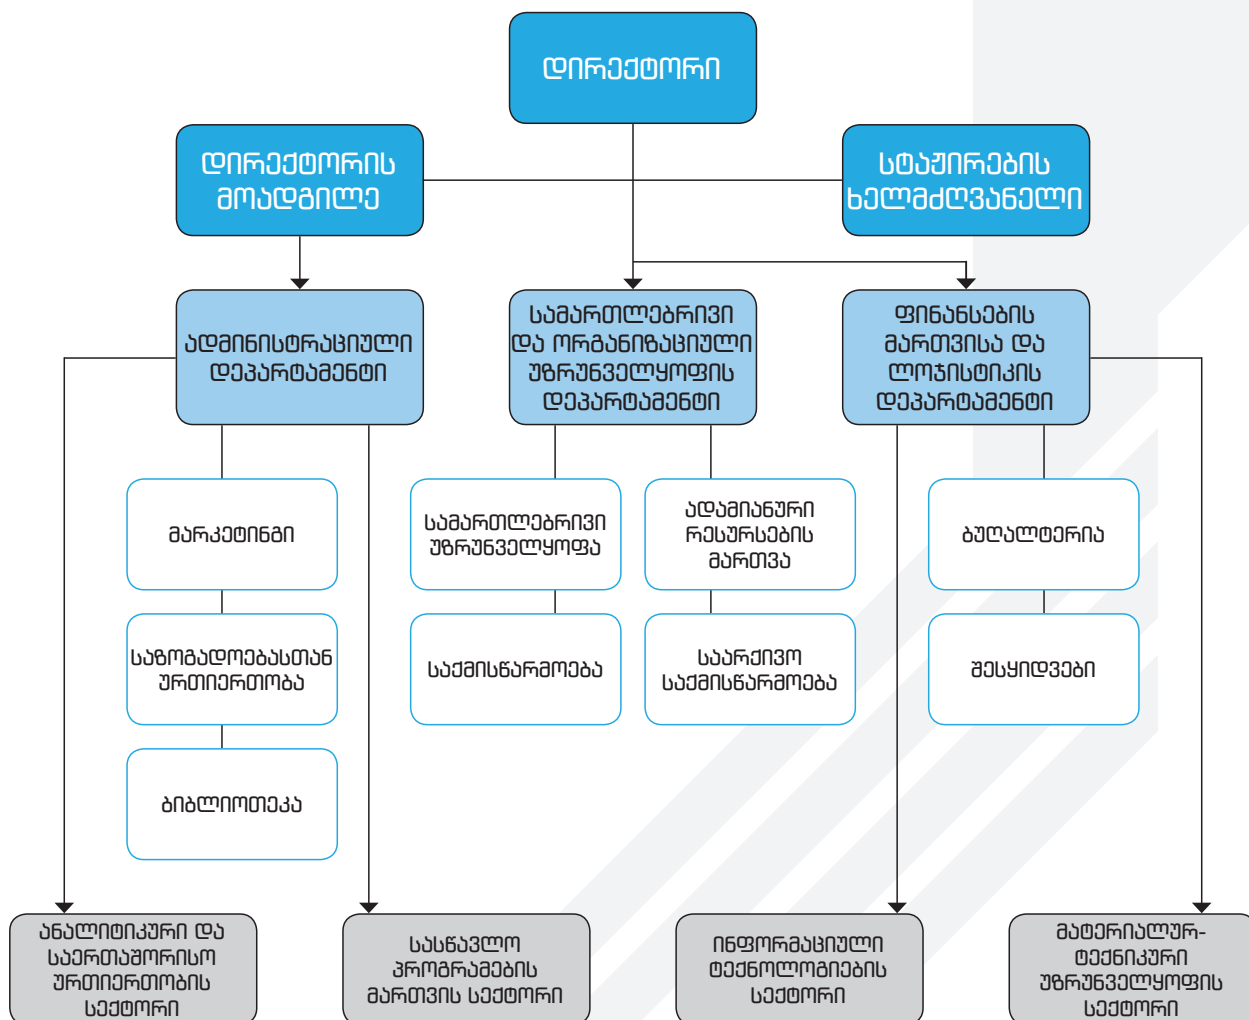 დირექტორი
დირექტორის
მოადგილე
სტაჟირების
ხელმძღვანელი
ადმინისტრაციული
დეპარტამენტი
სამართლებრივი
და ორგანიზაციული
უზრუნველყოფის
დეპარტამენტი
ფინანსების
მართვისა და
ლოჯისტიკის
დეპარტამენტი
მარკეტინგი
სამართლებრივი
უზრუნველყოფა
ადამიანური
რესურსების
მართვა
ბუღალტერია
საზოგადოებასთან
ურთიერთობა
საქმისწარმოება
საარქივო
საქმისწარმოება
შესყიდვები
ბიბლიოთეკა
ანალიტიკური და
საერთაშორისო
ურთიერთობის
სექტორი
სასწავლო
პროგრამების
მართვის სექტორი
ინფორმაციული
ტექნოლოგიების
სექტორი
მატერიალურ-
ტექნიკური
უზრუნველყოფის
სექტორი